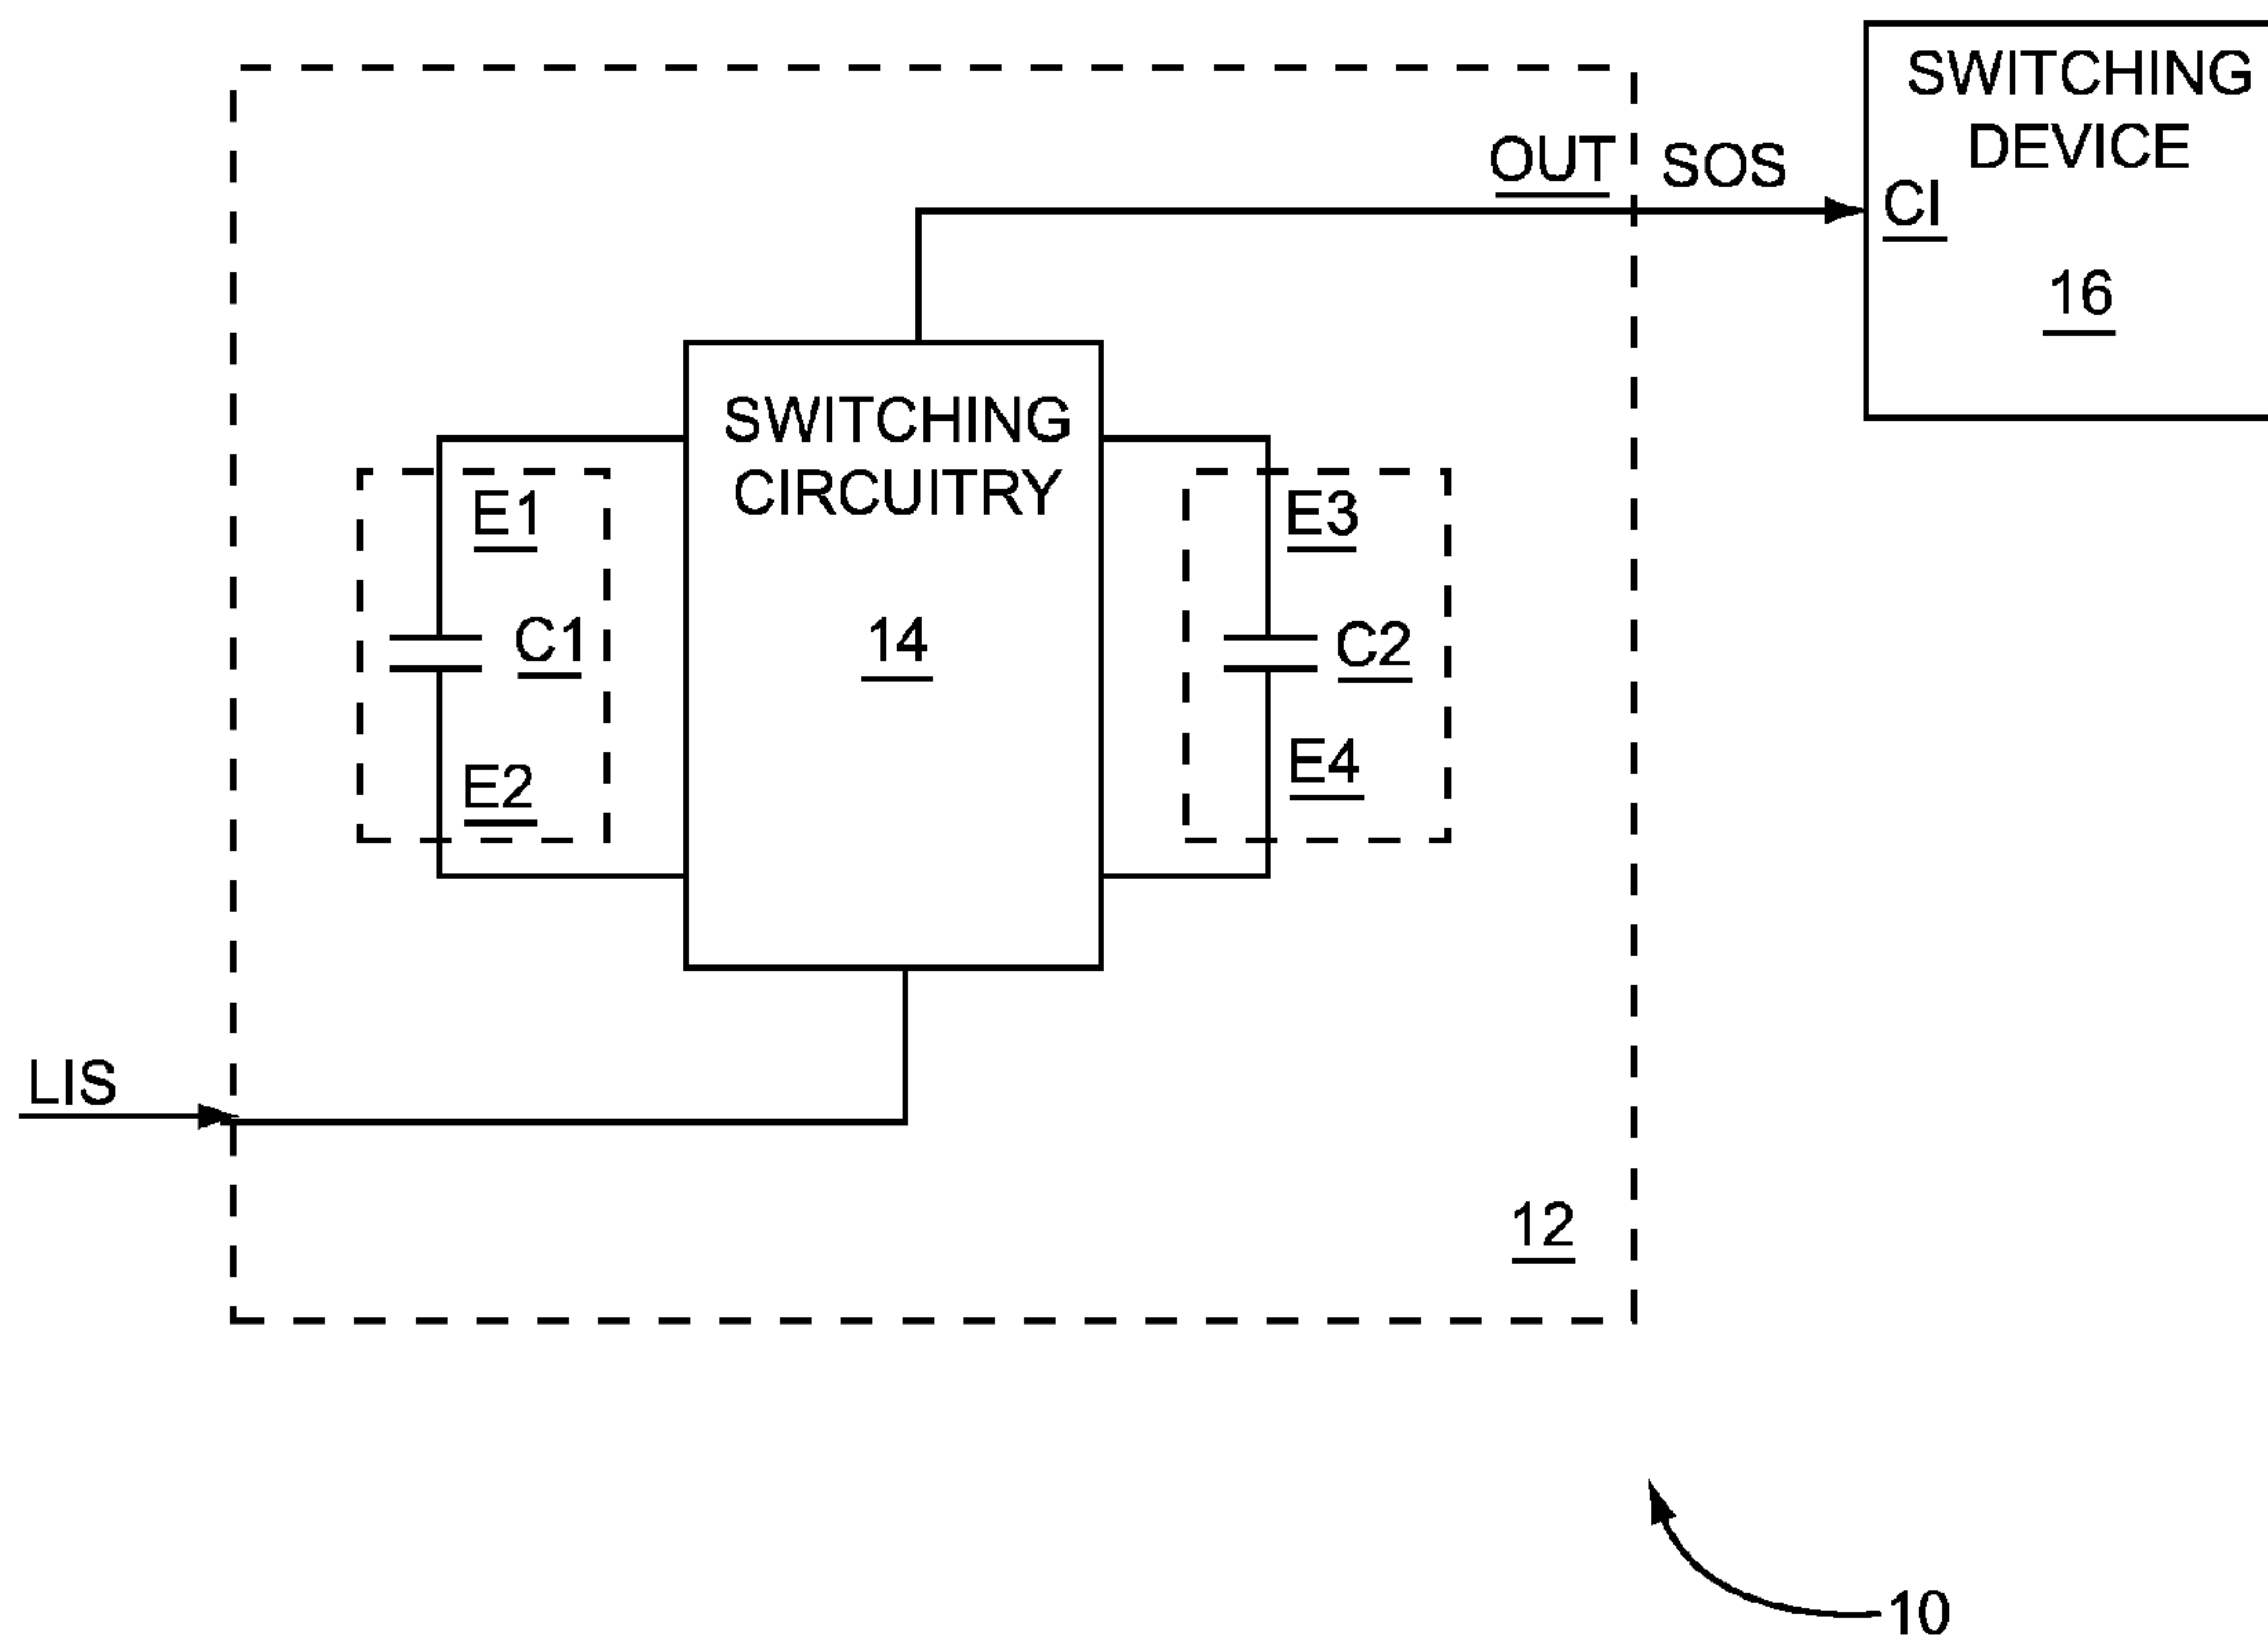 SWITCHING
DEVICE
OUT
SOS
CI
16
SWITCHING
CIRCUITRY
E1
E3
14
C1
C2
E2
E4
LIS
12
10